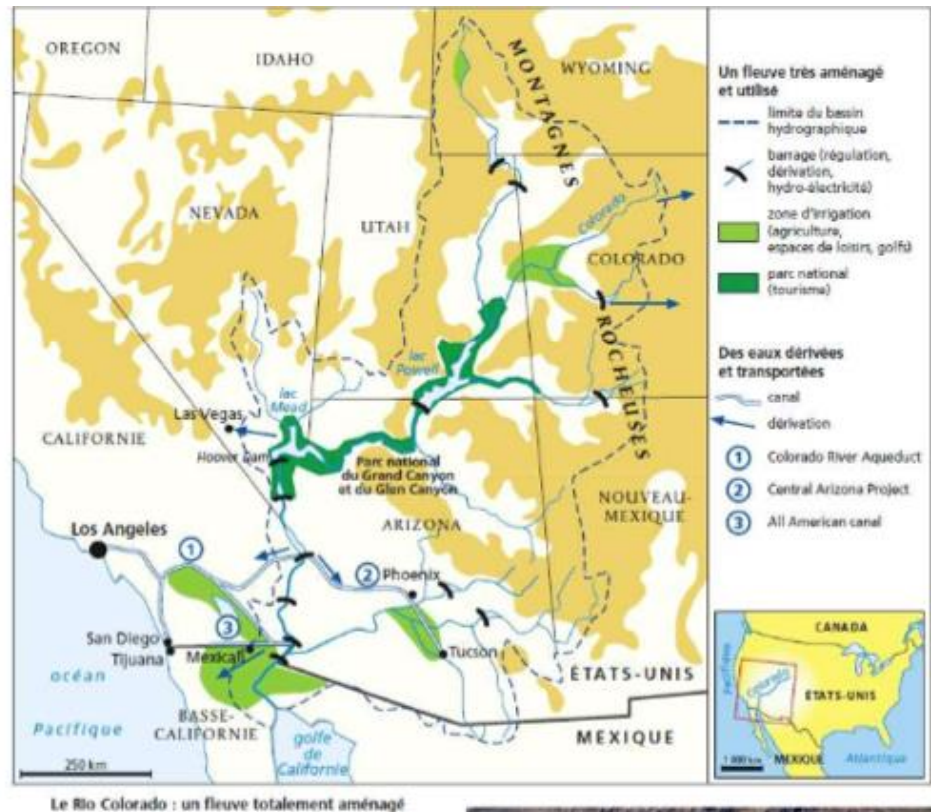 OREGON
IDAHO
WYOMING
MONTAGNES
ROCHEUSES
NEVADA
UTAH
Colorado
COLORADO
lac
Powell
lac
Mead
Las Vegas
CALIFORNIE
Hoover Dam
Parc national
du Grand Canyon
et du Glen Canyon
NOUVEAU-
MEXIQUE
ARIZONA
Los Angeles
1
2
Phoenix
3
San Diego
Tijuana
Mexicali
Tucson
océan
Pacifique
BASSE-
CALIFORNIE
golfe
de
Californie
ÉTATS-UNIS
MEXIQUE
250 km
Un fleuve très aménagé
et utilisé
limite du bassin
hydrographique
barrage (régulation,
dérivation,
hydro-électricité)
zone d'irrigation
(agriculture,
espaces de loisirs, golfs)
parc national
(tourisme)
Des eaux dérivées
et transportées
canal
dérivation
1 Colorado River Aqueduct
2 Central Arizona Project
3 All American canal
CANADA
Pacifique
Colorado
ÉTATS-UNIS
MEXIQUE
Atlantique
1 000 km
Le Rio Colorado : un fleuve totalement aménagé